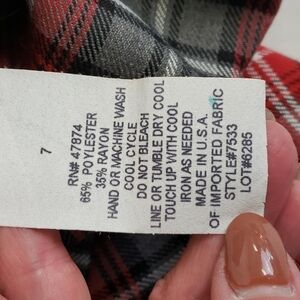 7
RN# 47874
65% POLYESTER
35% RAYON
HAND OR MACHINE WASH
COOL CYCLE
DO NOT BLEACH
LINE OR TUMBLE DRY COOL
TOUCH UP WITH COOL
IRON AS NEEDED
MADE IN U.S.A.
OF IMPORTED FABRIC
STYLE#7533
LOT#6285